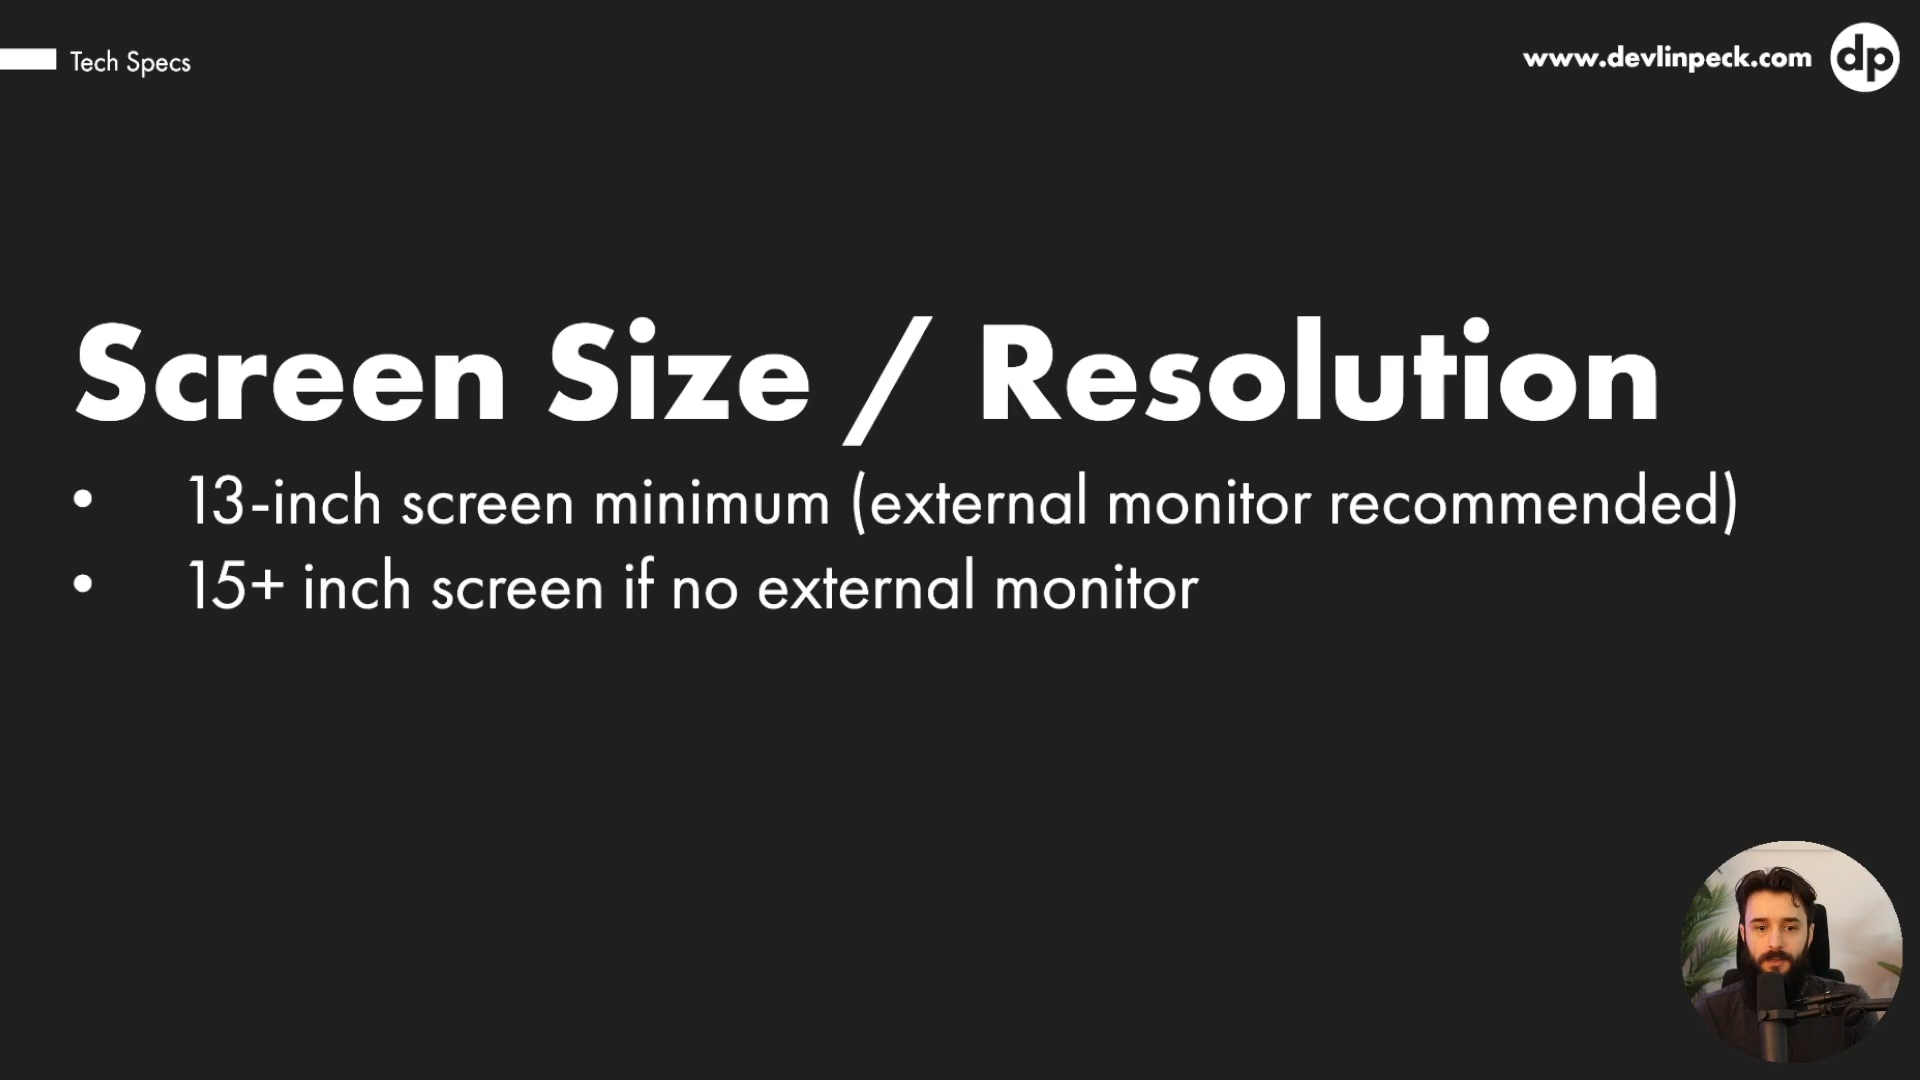 Tech Specs
www.devlinpeck.com dp
Screen Size / Resolution
• 13-inch screen minimum (external monitor recommended)
• 15+ inch screen if no external monitor